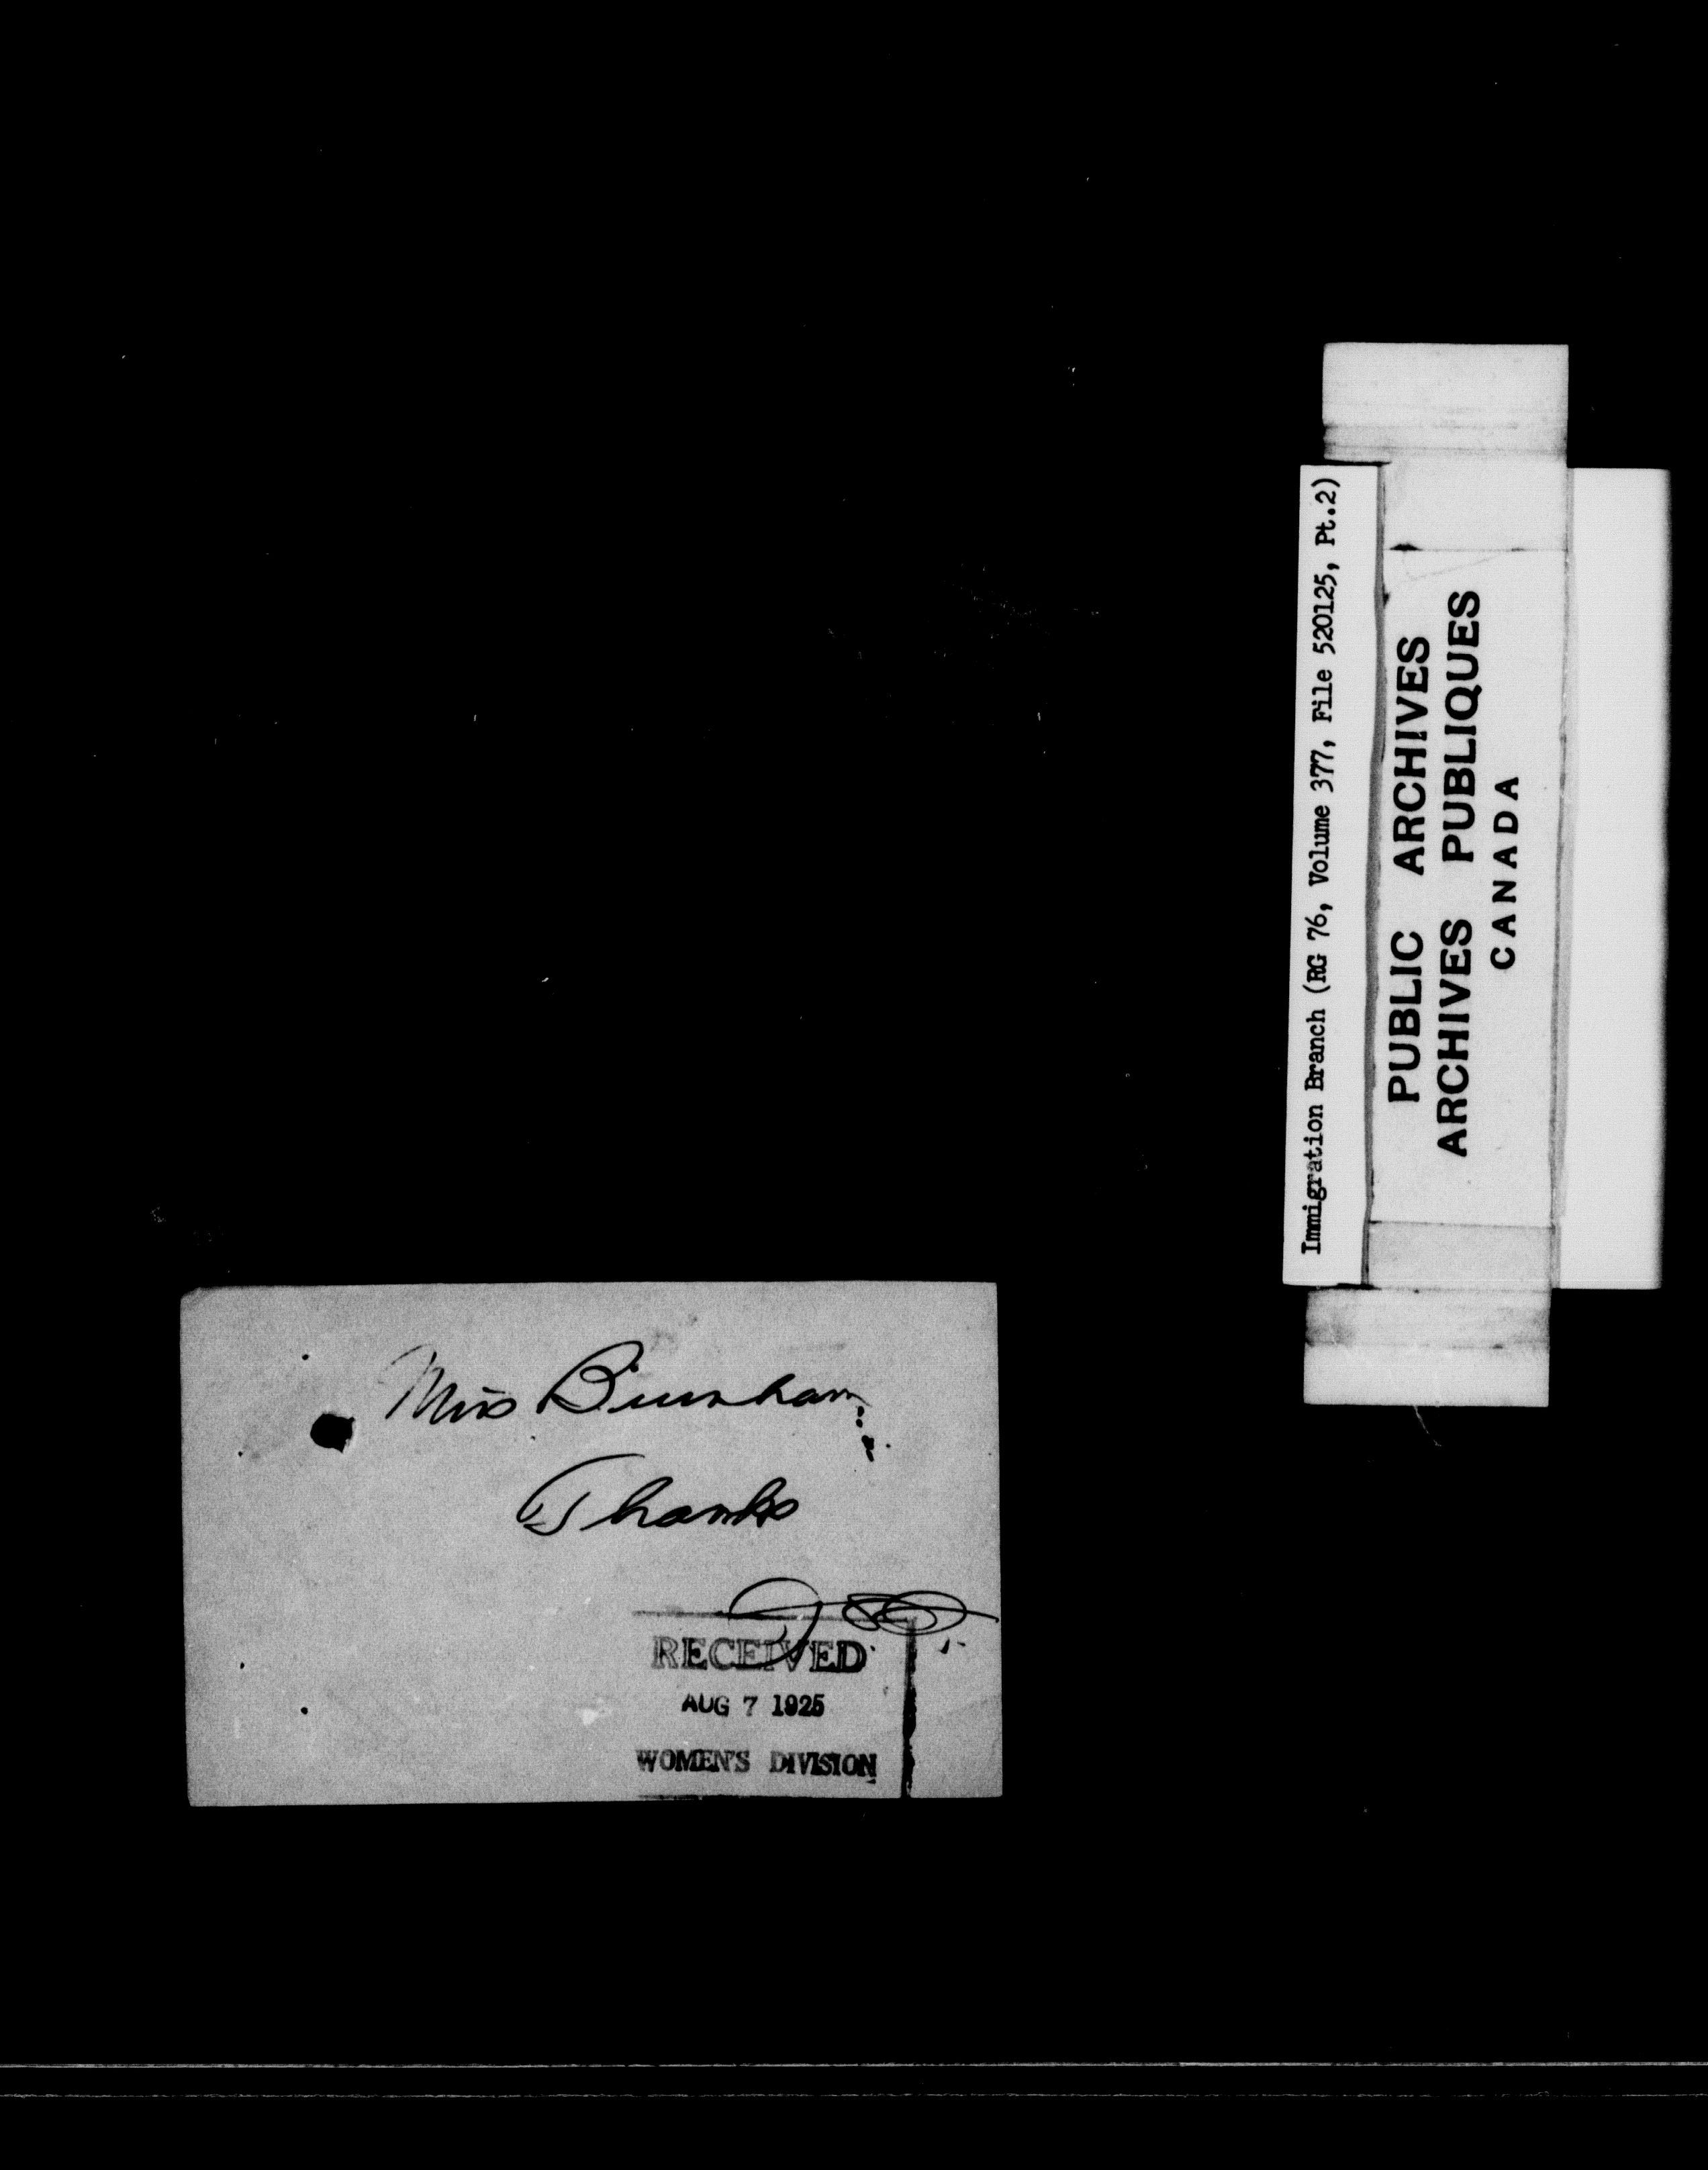 Miss Burnham
Thanks
RECEIVED
AUG 7 1925
WOMEN'S DIVISION
Immigration Branch (RG 76, Volume 377, File 520125, Pt.2)
PUBLIC ARCHIVES
ARCHIVES PUBLIQUES
CANADA